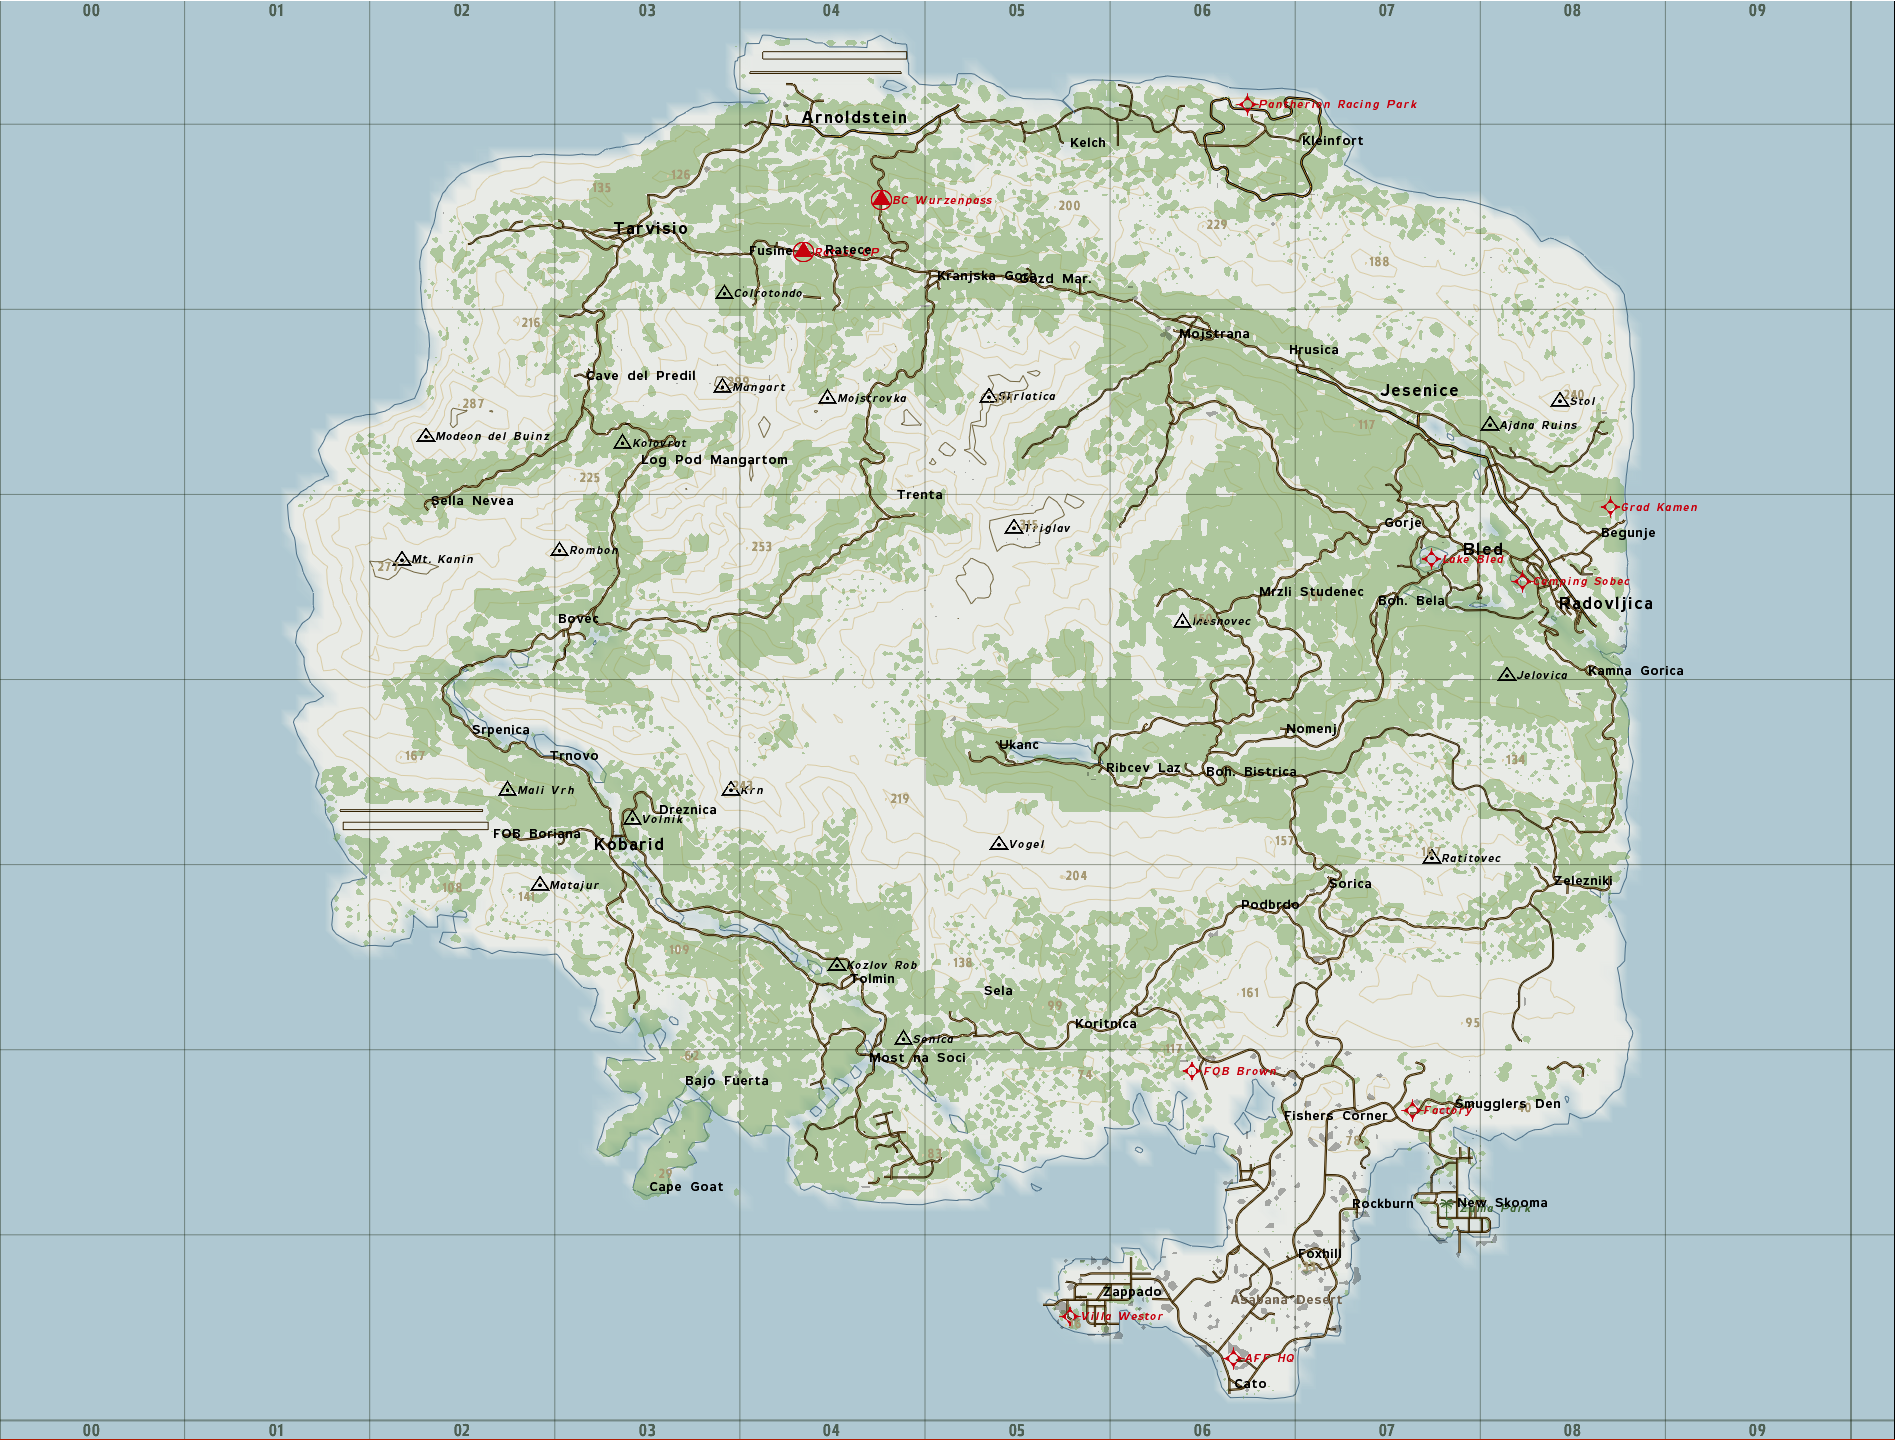 00 01 02 03 04 05 06 07 08 09
Pantherian Racing Park
Arnoldstein
Kelch
Kleinfort
126
135
BC Wurzenpass
200
229
Tarvisio
Fusine
Ratece
188
Kranjska Gora
Gozd Mar.
Colrotondo
216
Mojstrana
Hrusica
Cave del Predil
Mangart
Jesenice
Mojstrovka
Skrlatica
240
Stol
287
117
Ajdna Ruins
Modeon del Buinz
Kolovrat
Log Pod Mangartom
225
Trenta
Sella Nevea
Grad Kamen
Gorje
Triglav
Begunje
253
Rombon
Bled
Mt. Kanin
Lake Bled
Camping Sobec
Mrzli Studenec
Boh. Bela
Radovljica
Bovec
Mesnovec
Kamna Gorica
Jelovica
Srpenica
Nomenj
Ukanc
167
Trnovo
134
Ribcev Laz
Boh. Bistrica
Mali Vrh
Krn
219
Dreznica
Volnik
FOB Boriana
Kobarid
157
Vogel
Ratitovec
204
Zelezniki
108
Matajur
141
Sorica
Podbrdo
109
138
Kozlov Rob
Tolmin
Sela
161
99
95
Koritnica
Senica
117
62
Most na Soci
FOB Brown
74
Bajo Fuerta
Smugglers Den
Factory
Fishers Corner
78
83
29
Cape Goat
Rockburn
New Skooma
Foxhill
Zappado
Asabana Desert
Villa Westor
AFF HQ
Cato
00 01 02 03 04 05 06 07 08 09